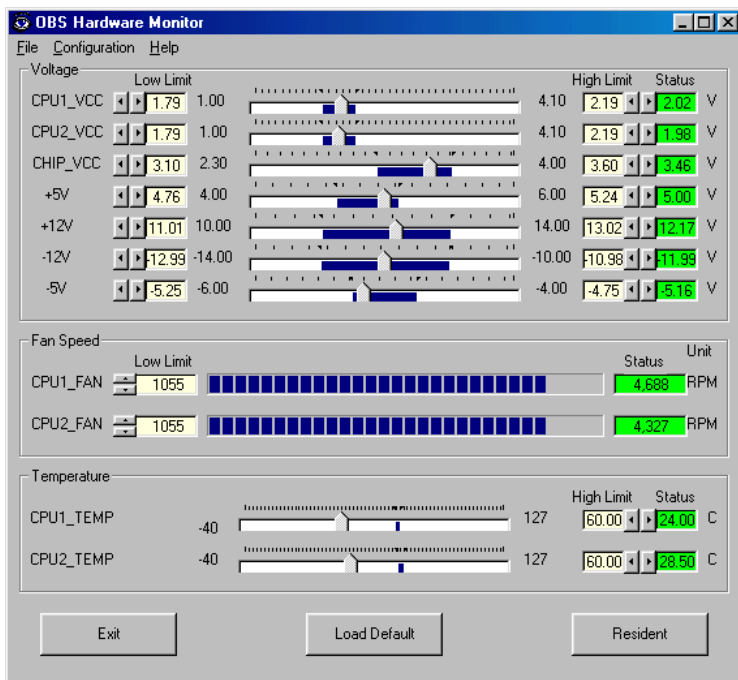 OBS Hardware Monitor
File Configuration Help
Voltage
Low Limit High Limit Status
CPU1_VCC 1.79 1.00 4.10 2.19 2.02 V
CPU2_VCC 1.79 1.00 4.10 2.19 1.98 V
CHIP_VCC 3.10 2.30 4.00 3.60 3.46 V
+5V 4.76 4.00 6.00 5.24 5.00 V
+12V 11.01 10.00 14.00 13.02 12.17 V
-12V -12.99 -14.00 -10.00 -10.98 -11.99 V
-5V -5.25 -6.00 -4.00 -4.75 -5.16 V
Fan Speed
Low Limit Status Unit
CPU1_FAN 1055 4,688 RPM
CPU2_FAN 1055 4,327 RPM
Temperature
High Limit Status
CPU1_TEMP -40 127 60.00 24.00 C
CPU2_TEMP -40 127 60.00 28.50 C
Exit Load Default Resident